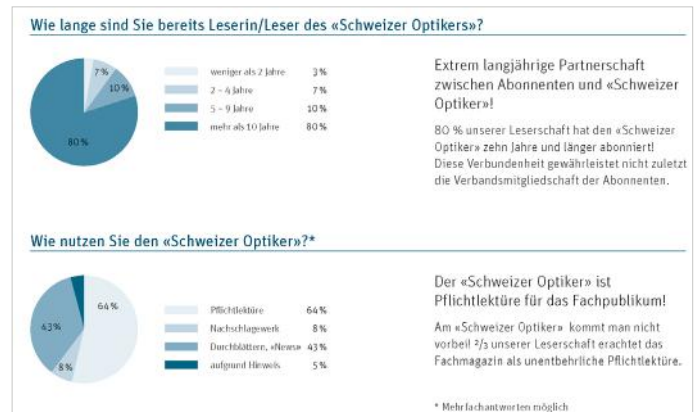 Wie lange sind Sie bereits Leserin/Leser des «Schweizer Optikers»?
7%
10%
80%
weniger als 2 Jahre 3%
2 – 4 Jahre 7%
5 – 9 Jahre 10%
mehr als 10 Jahre 80%
Extrem langjährige Partnerschaft
zwischen Abonnenten und «Schweizer
Optiker»!
80 % unserer Leserschaft hat den «Schweizer
Optiker» zehn Jahre und länger abonniert!
Diese Verbundenheit gewährleistet nicht zuletzt
die Verbandsmitgliedschaft der Abonnenten.
Wie nutzen Sie den «Schweizer Optiker»?*
64%
43%
8%
Pflichtlektüre 64%
Nachschlagewerk 8%
Durchblättern, «News» 43%
aufgrund Hinweis 5%
Der «Schweizer Optiker» ist
Pflichtlektüre für das Fachpublikum!
Am «Schweizer Optiker» kommt man nicht
vorbei! ²/₃ unserer Leserschaft erachtet das
Fachmagazin als unentbehrliche Pflichtlektüre.
* Mehrfachantworten möglich